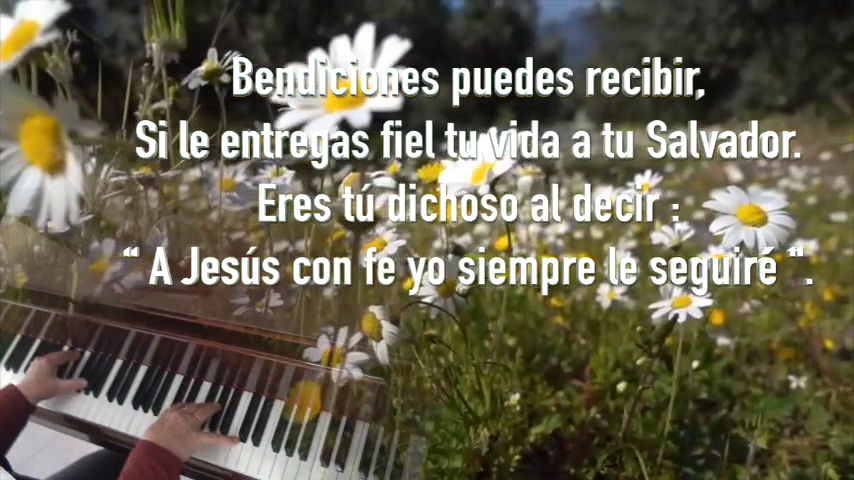 Bendiciones puedes recibir,
Si le entregas fiel tu vida a tu Salvador.
Eres tú dichoso al decir :
“ A Jesús con fe yo siempre le seguiré ”.